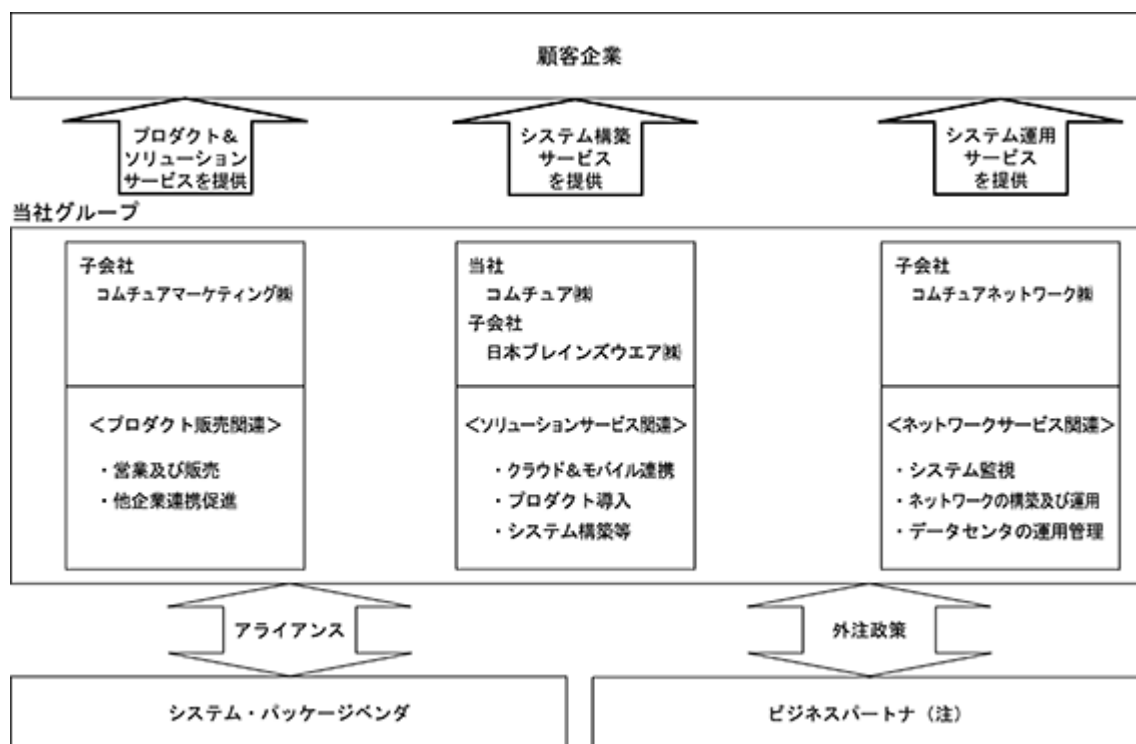 顧客企業
プロダクト&
ソリューション
サービスを提供
システム構築
サービス
を提供
システム運用
サービス
を提供
当社グループ
子会社
コムチュアマーケティング㈱
<プロダクト販売関連>
・営業及び販売
・他企業連携促進
当社
コムチュア㈱
子会社
日本ブレインズウエア㈱
<ソリューションサービス関連>
・クラウド&モバイル連携
・プロダクト導入
・システム構築等
子会社
コムチュアネットワーク㈱
<ネットワークサービス関連>
・システム監視
・ネットワークの構築及び運用
・データセンタの運用管理
アライアンス
外注政策
システム・パッケージベンダ
ビジネスパートナ（注）